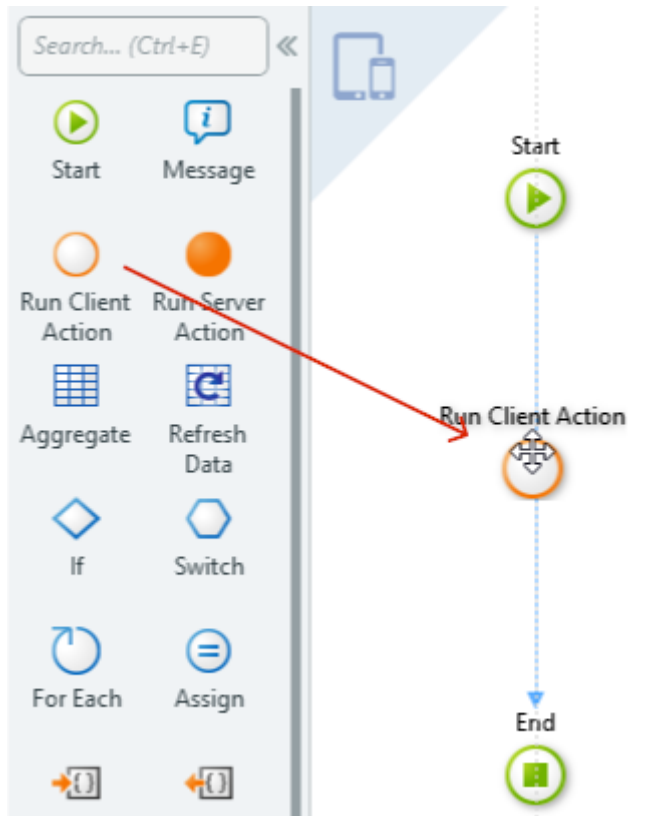 Search... (Ctrl+E)
Start
Message
Run Client
Action
Run Server
Action
Aggregate
Refresh
Data
If
Switch
For Each
Assign
Start
Run Client Action
End